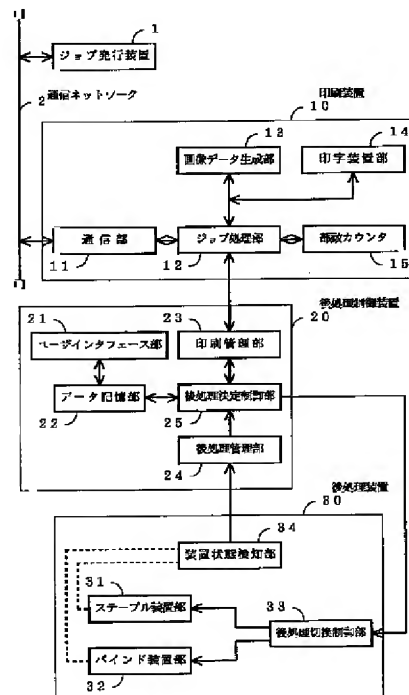 1
ジョブ発行装置
2
通信ネットワーク
印刷装置
10
13
14
画像データ生成部
印字装置部
通信部
ジョブ処理部
部数カウンタ
11
12
15
後処理制御装置
20
21
23
ページインタフェース部
印刷管理部
データ記憶部
後処理決定制御部
22
25
後処理管理部
24
後処理装置
30
34
装置状態検知部
31
ステープル装置部
33
後処理切換制御部
バインド装置部
32